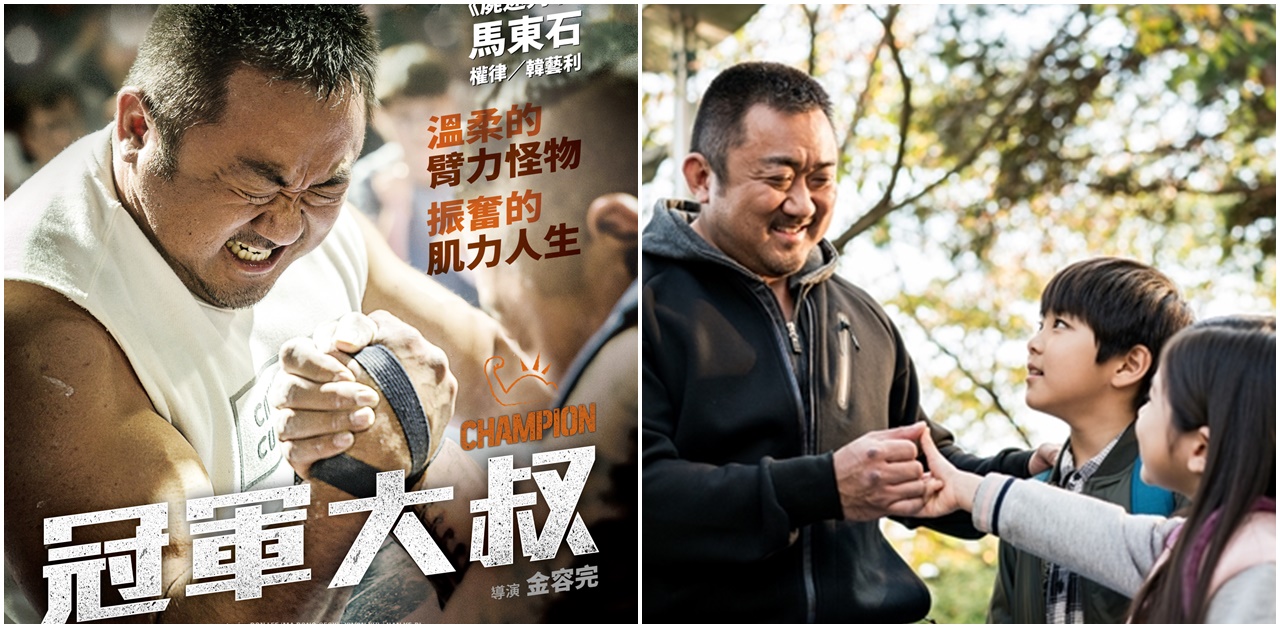 馬東石
權律／韓藝利
溫柔的
臂力怪物
振奮的
肌力人生
CHAMPION
冠軍大叔
導演 金容完